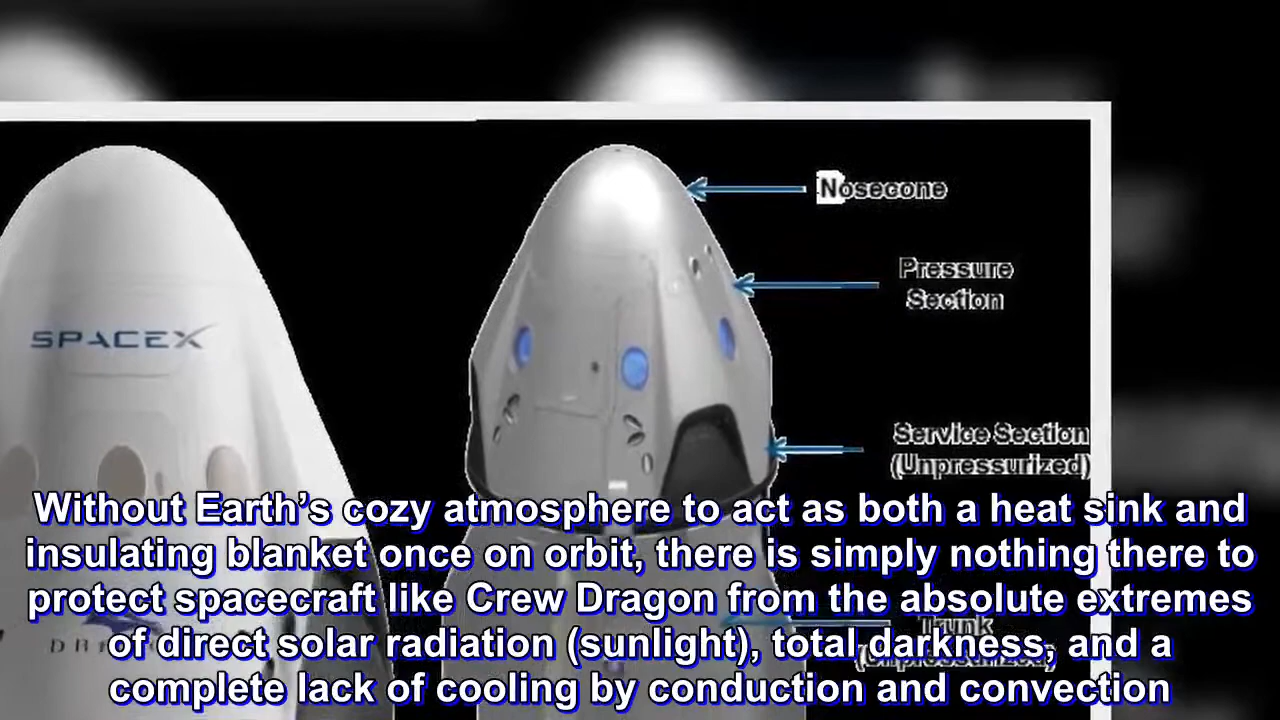 Nosecone
Pressure
Section
SPACEX
Service Section
(Unpressurized)
Without Earth’s cozy atmosphere to act as both a heat sink and
insulating blanket once on orbit, there is simply nothing there to
protect spacecraft like Crew Dragon from the absolute extremes
of direct solar radiation (sunlight), total darkness, and a
complete lack of cooling by conduction and convection
Trunk
(Unpressurized)